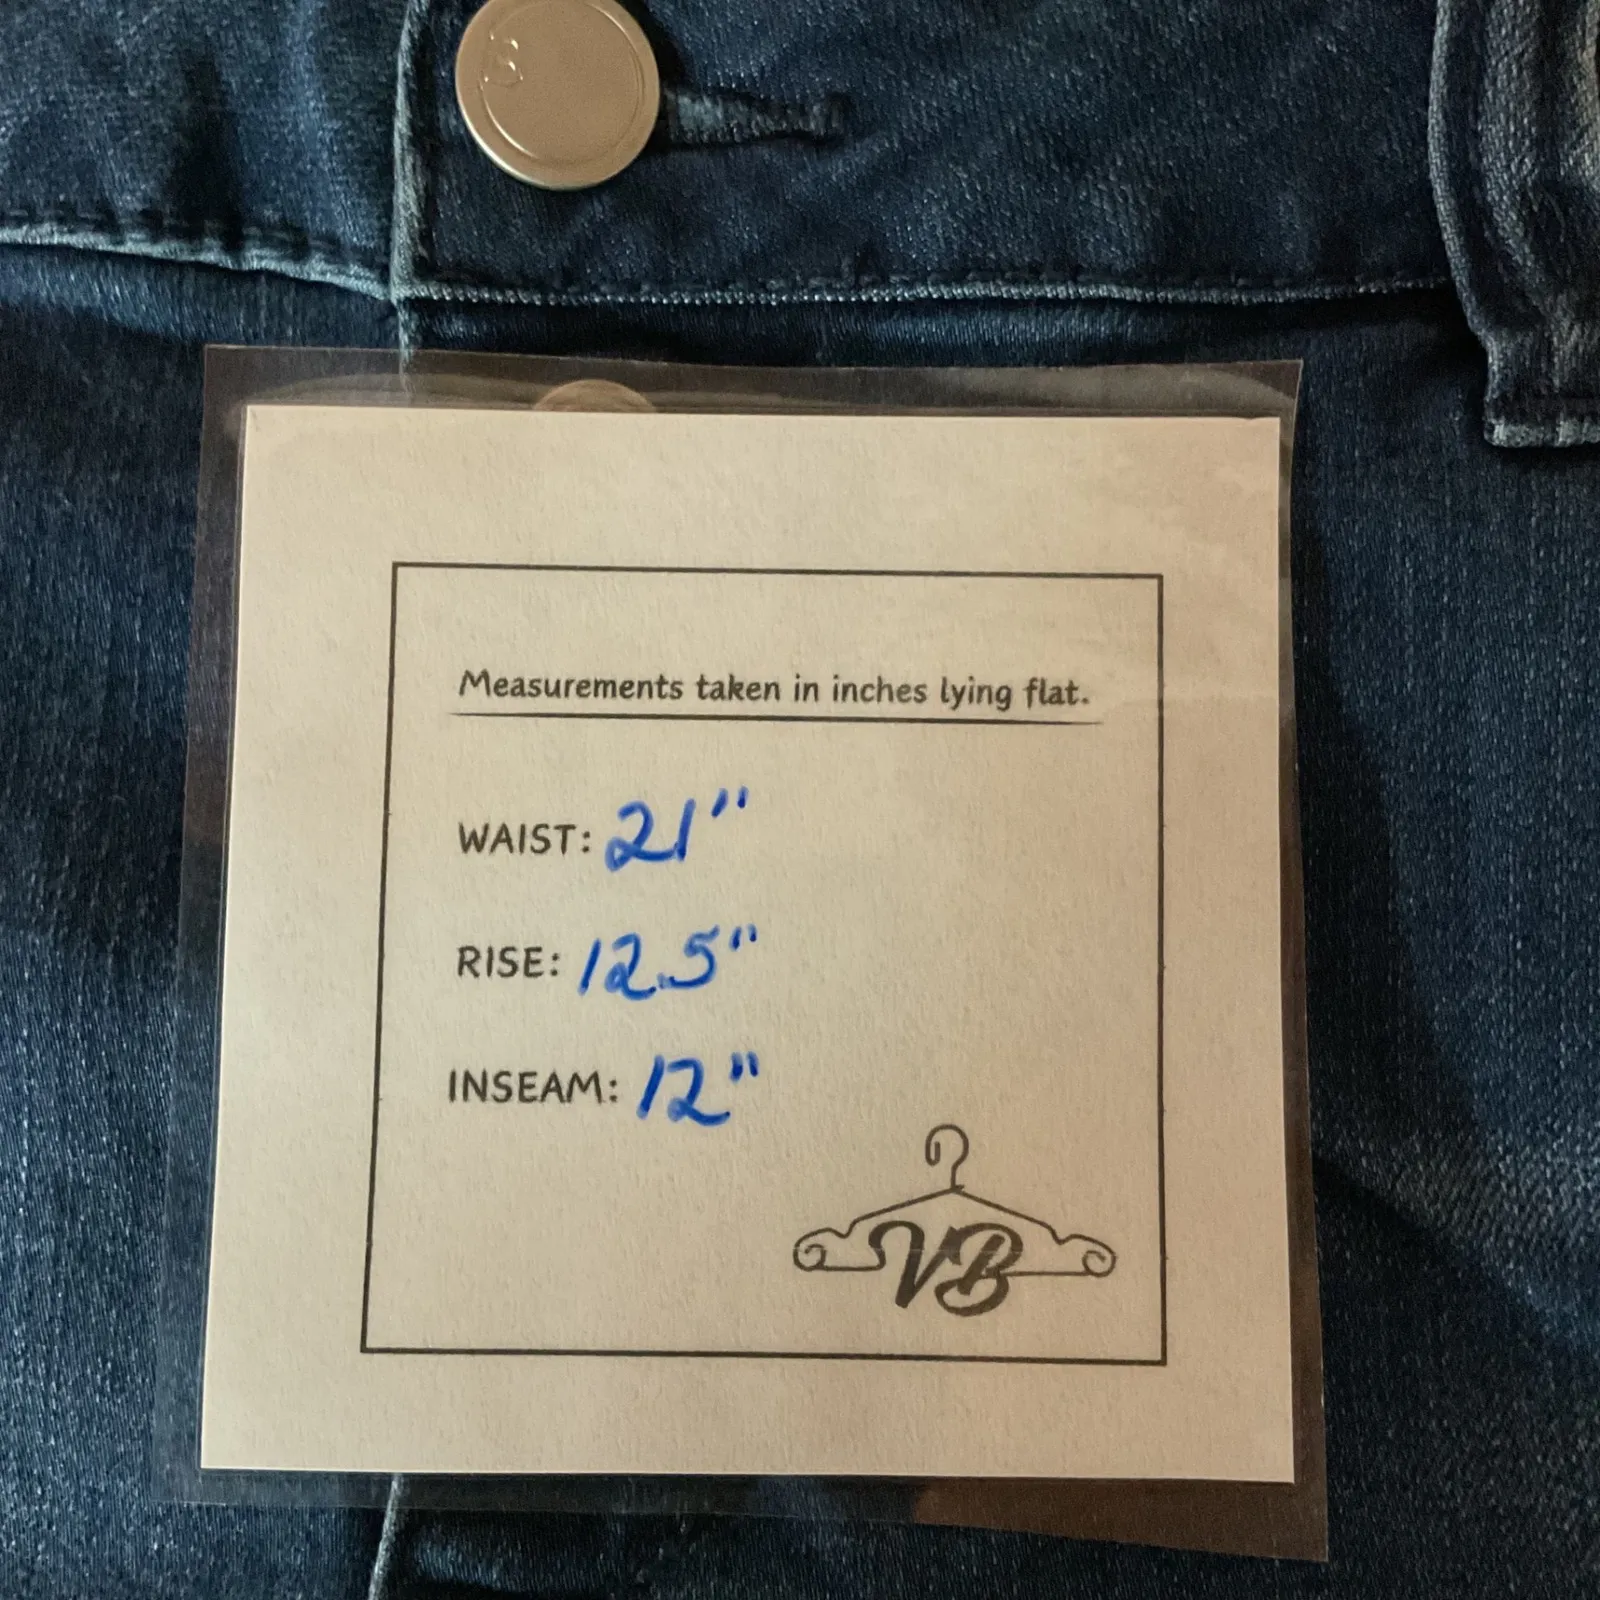 Measurements taken in inches lying flat.
WAIST: 21"
RISE: 12.5"
INSEAM: 12"
VB